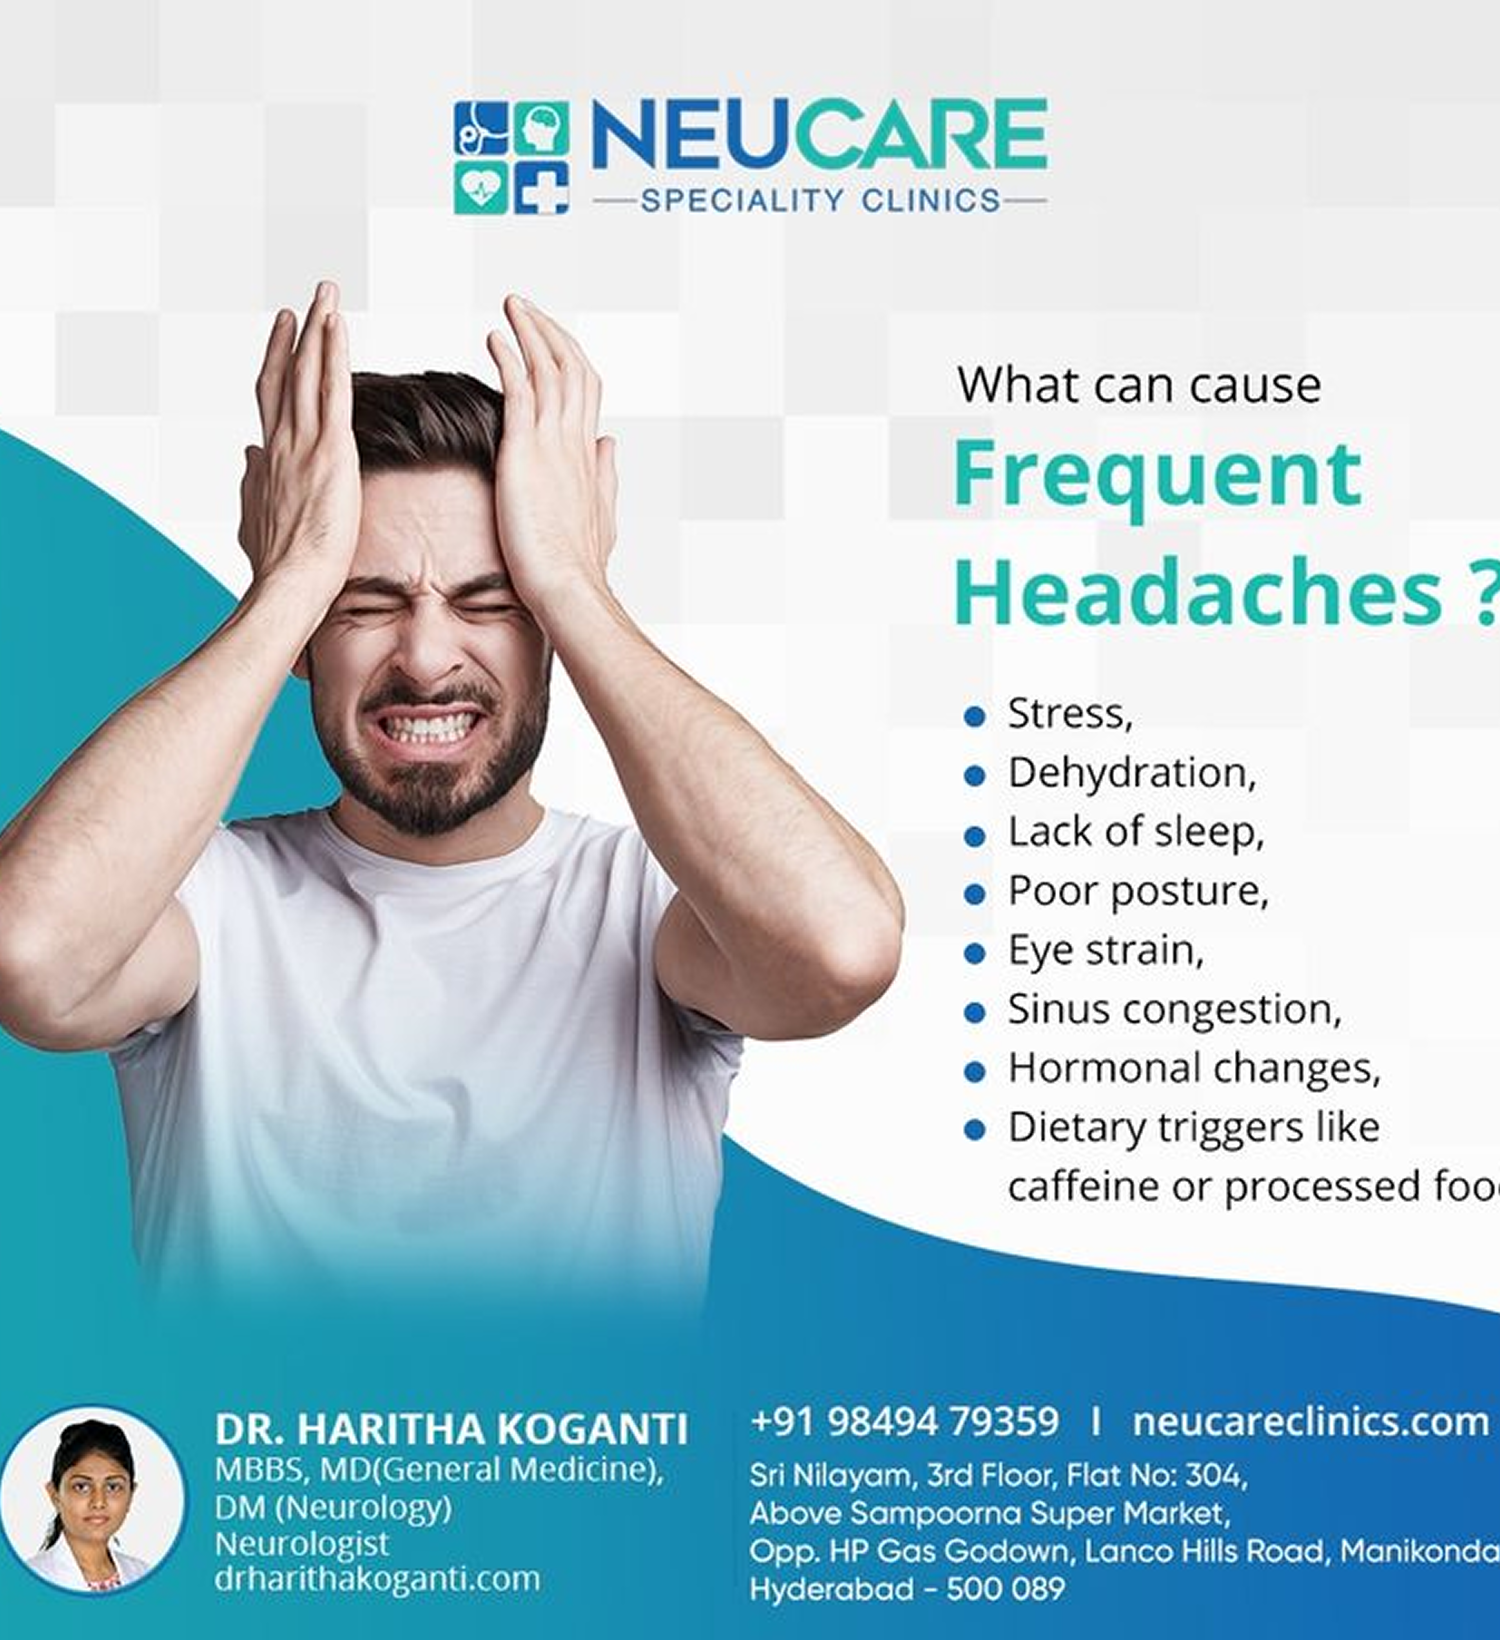 NEUCARE
SPECIALITY CLINICS
What can cause
Frequent
Headaches ?
Stress,
Dehydration,
Lack of sleep,
Poor posture,
Eye strain,
Sinus congestion,
Hormonal changes,
Dietary triggers like
caffeine or processed
DR. HARITHA KOGANTI
MBBS, MD(General Medicine),
DM (Neurology)
Neurologist
drharithakoganti.com
+91 98494 79359 | neucareclinics.com
Sri Nilayam, 3rd Floor, Flat No: 304,
Above Sampoorna Super Market,
Opp. HP Gas Godown, Lanco Hills Road, Manikonda
Hyderabad - 500 089